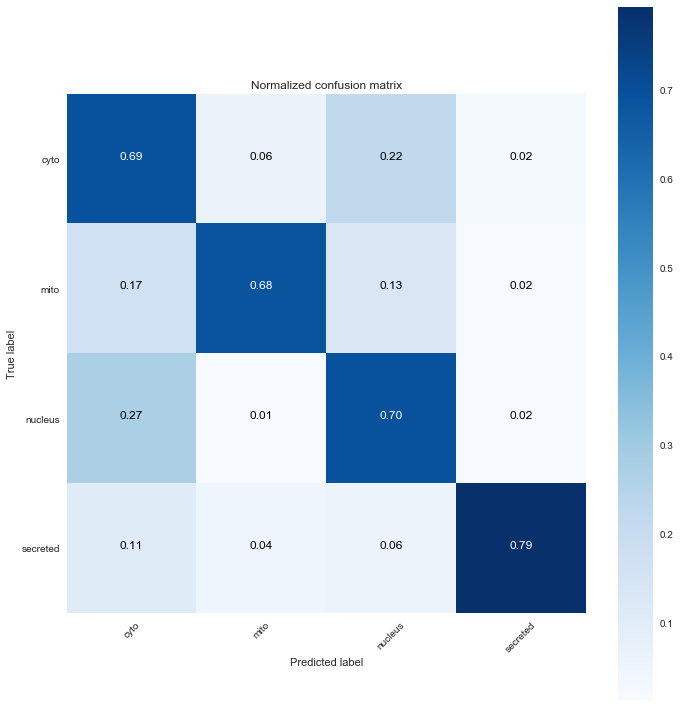 Normalized confusion matrix
cyto 0.69 0.06 0.22 0.02
mito 0.17 0.68 0.13 0.02
nucleus 0.27 0.01 0.70 0.02
secreted 0.11 0.04 0.06 0.79
cyto mito nucleus secreted
True label
Predicted label
0.7
0.6
0.5
0.4
0.3
0.2
0.1